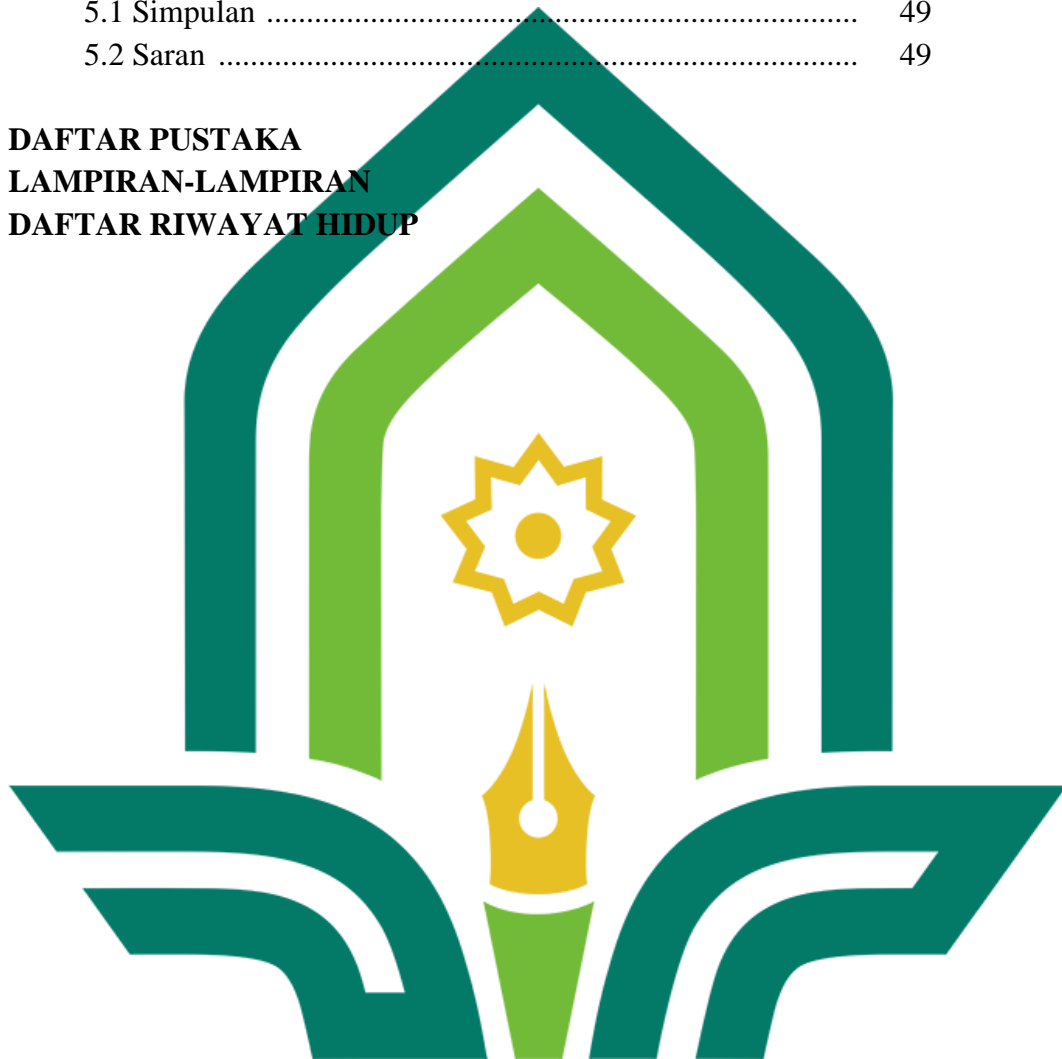 5.1 Simpulan .......................................................................... 49
5.2 Saran ................................................................................ 49
DAFTAR PUSTAKA
LAMPIRAN-LAMPIRAN
DAFTAR RIWAYAT HIDUP